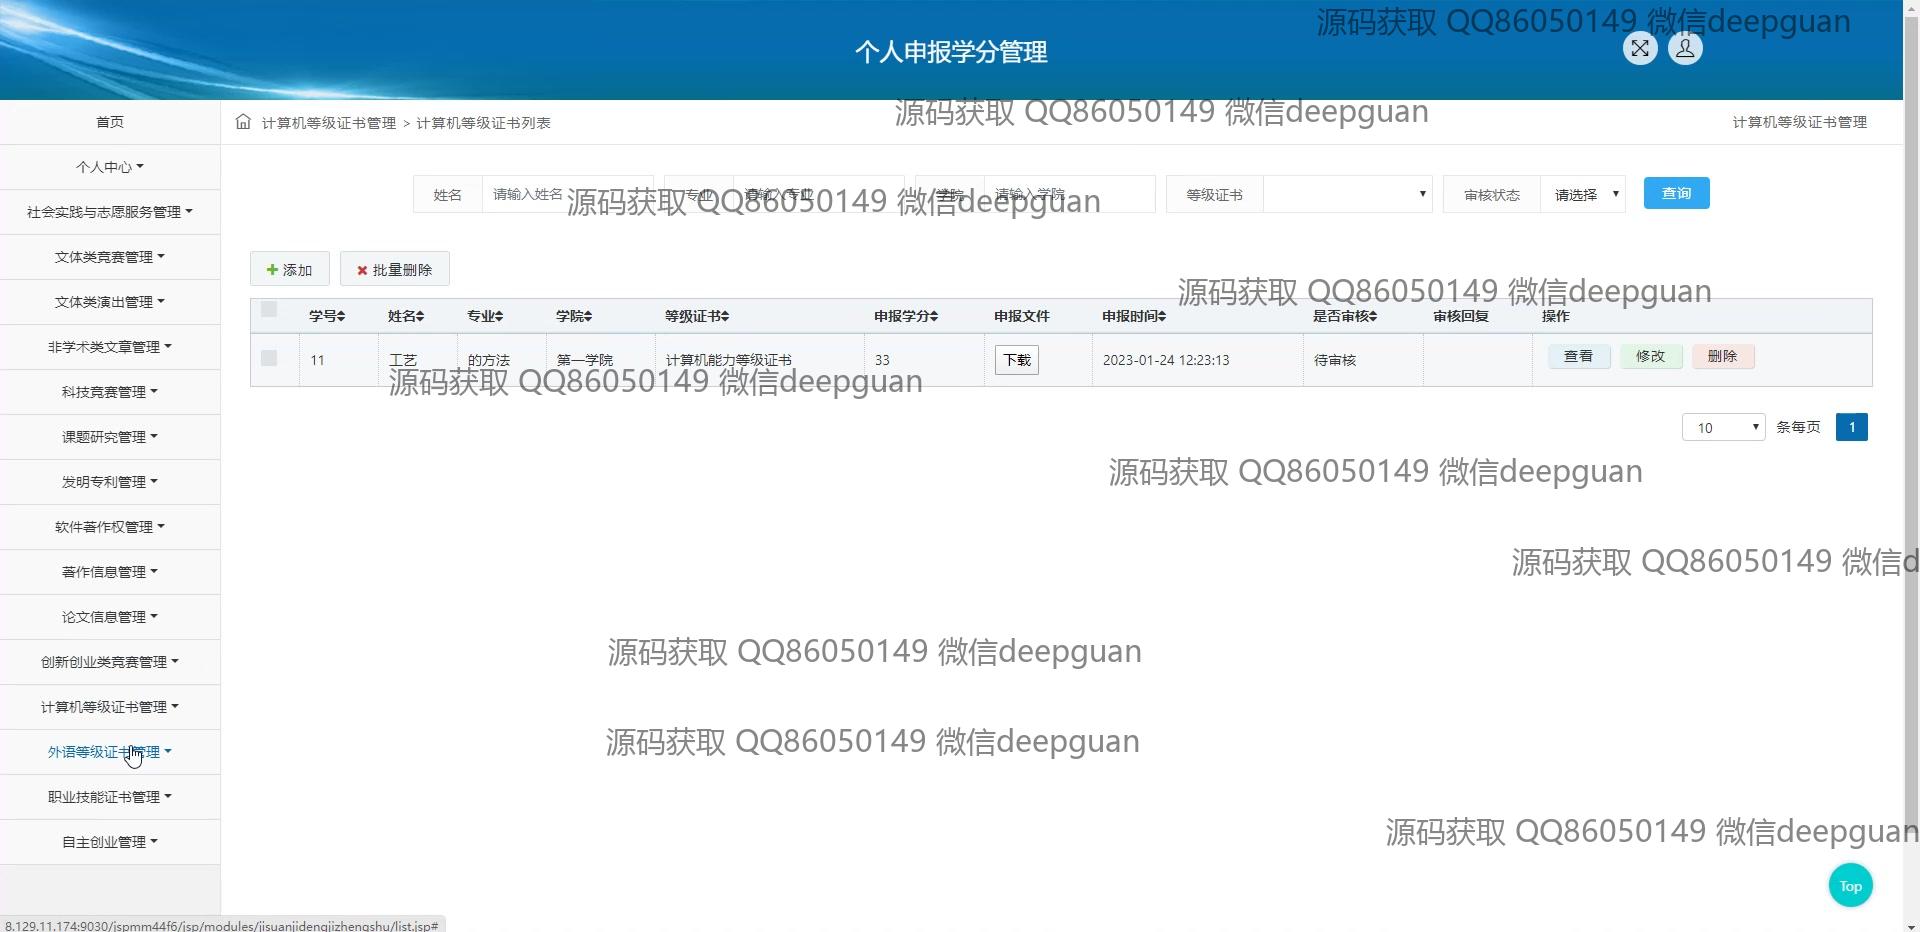 源码获取 QQ86050149 微信deepguan
个人申报学分管理
源码获取 QQ86050149 微信deepguan
首页
计算机等级证书管理 > 计算机等级证书列表
计算机等级证书管理
个人中心
社会实践与志愿服务管理
文体类竞赛管理
文体类演出管理
非学术类文章管理
科技竞赛管理
课题研究管理
发明专利管理
软件著作权管理
著作信息管理
论文信息管理
创新创业类竞赛管理
计算机等级证书管理
外语等级证书管理
职业技能证书管理
自主创业管理
姓名 请输入姓名 专业 请输入专业 学院 请输入学院 等级证书 审核状态 请选择 查询
源码获取 QQ86050149 微信deepguan
添加 批量删除
源码获取 QQ86050149 微信deepguan
学号 姓名 专业 学院 等级证书 申报学分 申报文件 申报时间 是否审核 审核回复 操作
11 工艺 的方法 第一学院 计算机能力等级证书 33 下载 2023-01-24 12:23:13 待审核 查看 修改 删除
源码获取 QQ86050149 微信deepguan
10 条每页 1
源码获取 QQ86050149 微信deepguan
源码获取 QQ86050149 微信d
源码获取 QQ86050149 微信deepguan
源码获取 QQ86050149 微信deepguan
源码获取 QQ86050149 微信deepguan
Top
8.129.11.174:9030/jspmm44f6/jsp/modules/jisuanjidengjizhengshu/list.jsp#